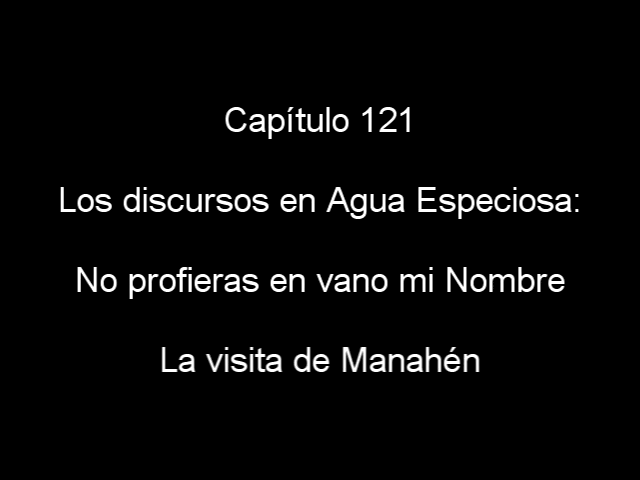 Capítulo 121
Los discursos en Agua Especiosa:
No profieras en vano mi Nombre
La visita de Manahén